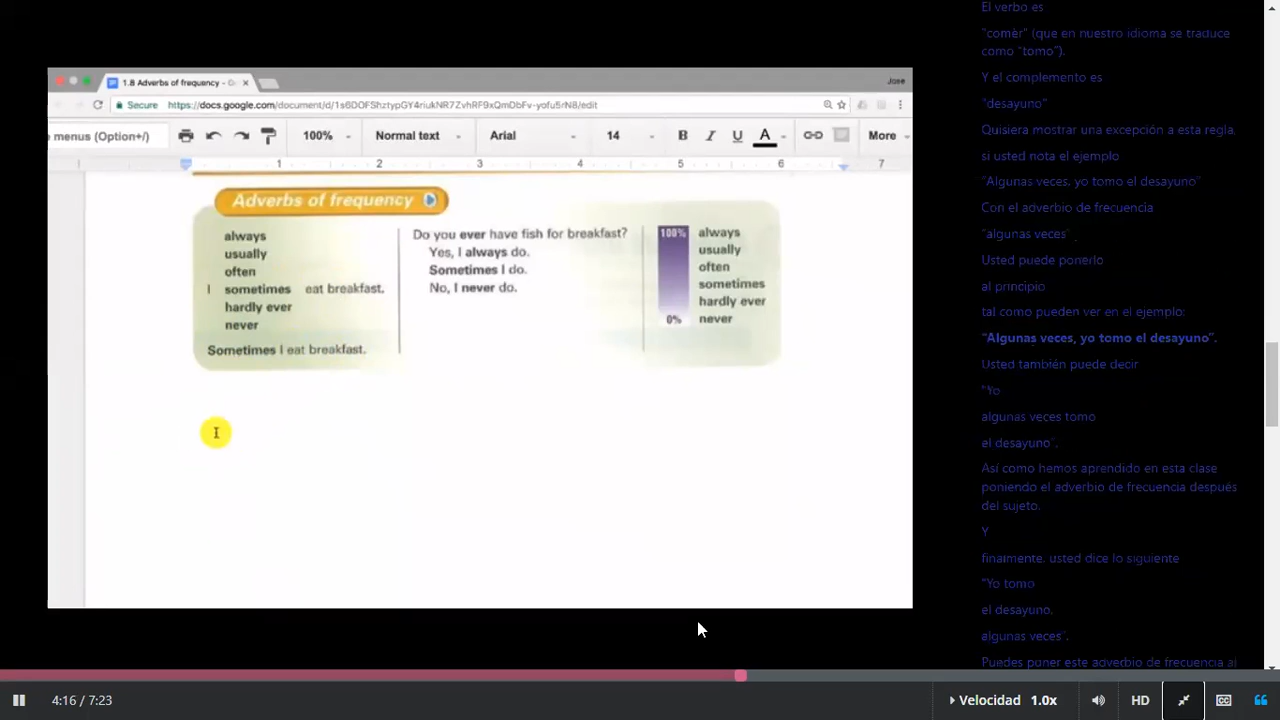 1.8 Adverbs of frequency - Go
Jose
Secure https://docs.google.com/document/d/1s6DOFShztypGY4riukNR7ZvhRF9xQmDbFv-yofu5rN8/edit
menus (Option+/)
100%
Normal text
Arial
14
B
I
U
A
More
1
2
3
4
5
6
7
Adverbs of frequency
always
usually
often
I sometimes eat breakfast.
hardly ever
never
Sometimes I eat breakfast.
Do you ever have fish for breakfast?
Yes, I always do.
Sometimes I do.
No, I never do.
100% always
usually
often
sometimes
hardly ever
0% never
El verbo es
"comer" (que en nuestro idioma se traduce
como "tomo").
Y el complemento es
"desayuno"
Quisiera mostrar una excepción a esta regla,
si usted nota el ejemplo
"Algunas veces, yo tomo el desayuno"
Con el adverbio de frecuencia
"algunas veces"
Usted puede ponerlo
al principio
tal como pueden ver en el ejemplo:
"Algunas veces, yo tomo el desayuno".
Usted también puede decir
"Yo
algunas veces tomo
el desayuno".
Así como hemos aprendido en esta clase
poniendo el adverbio de frecuencia después
del sujeto.
Y
finalmente, usted dice lo siguiente
"Yo tomo
el desayuno,
algunas veces".
Puedes poner este adverbio de frecuencia al
4:16 / 7:23
Velocidad 1.0x
HD
CC